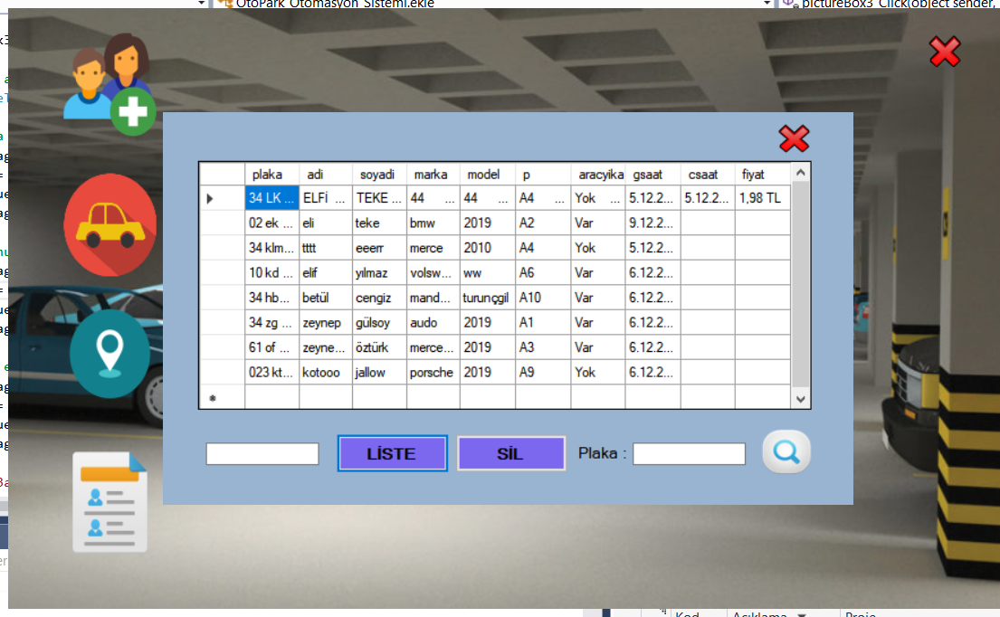 OtoPark_Otomasyon_Sistemi.ekle
pictureBox3_Click(object sender,
plaka adi soyadi marka model p aracyika gsaat csaat fiyat
34 LK ... ELFİ ... TEKE ... 44 ... 44 ... A4 ... Yok ... 5.12.2... 5.12.2... 1,98 TL
02 ek ... eli teke bmw 2019 A2 Var 9.12.2...
34 klm... tttt eeerr merce 2010 A4 Yok 5.12.2...
10 kd ... elif yılmaz volsw... ww A6 Var 6.12.2...
34 hb... betül cengiz mand... turunçgil A10 Var 6.12.2...
34 zg ... zeynep gülsoy audo 2019 A1 Var 6.12.2...
61 of ... zeyne... öztürk merce... 2019 A3 Var 6.12.2...
023 kt... kotooo jallow porsche 2019 A9 Yok 6.12.2...
LİSTE SİL Plaka :
Kod Açıklama Proje